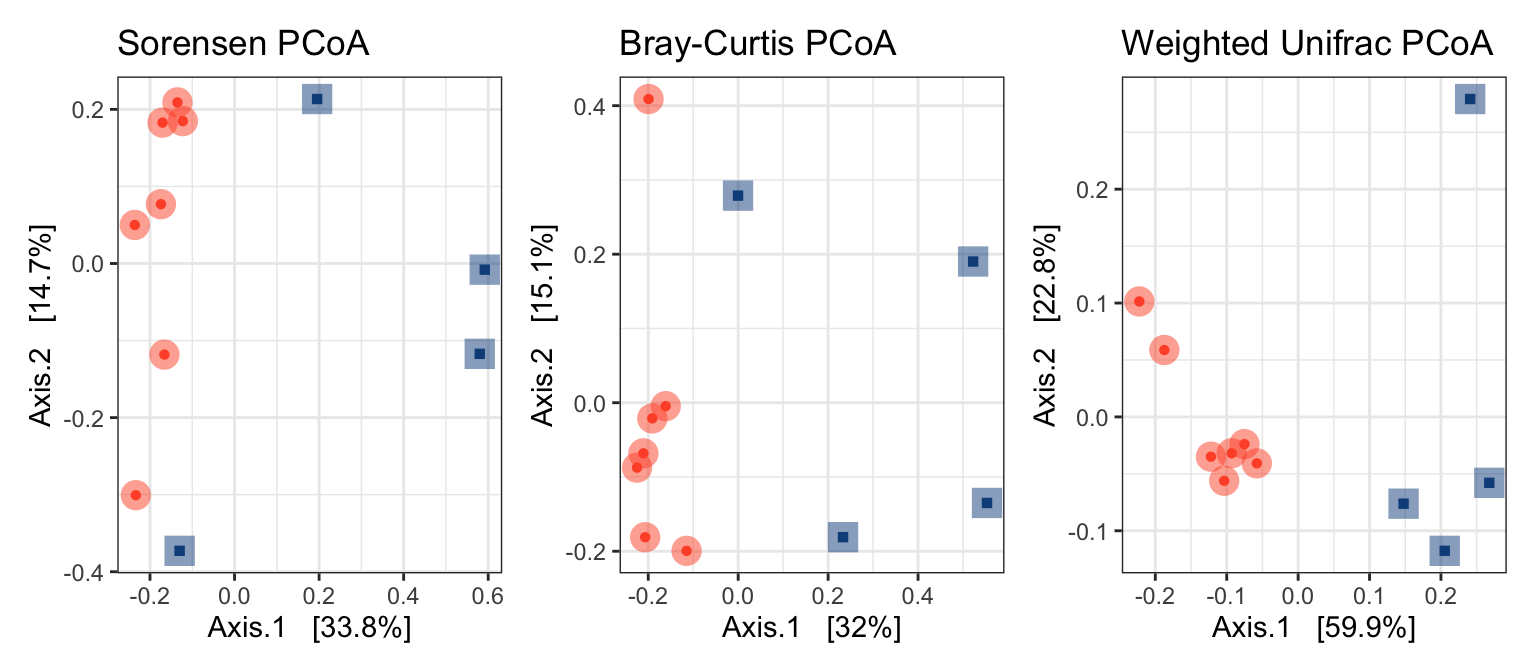 Sorensen PCoA
Axis.2 [14.7%]
0.2
0.0
-0.2
-0.4
-0.2 0.0 0.2 0.4 0.6
Axis.1 [33.8%]
Bray-Curtis PCoA
Axis.2 [15.1%]
0.4
0.2
0.0
-0.2
-0.2 0.0 0.2 0.4
Axis.1 [32%]
Weighted Unifrac PCoA
Axis.2 [22.8%]
0.2
0.1
0.0
-0.1
-0.2 -0.1 0.0 0.1 0.2
Axis.1 [59.9%]